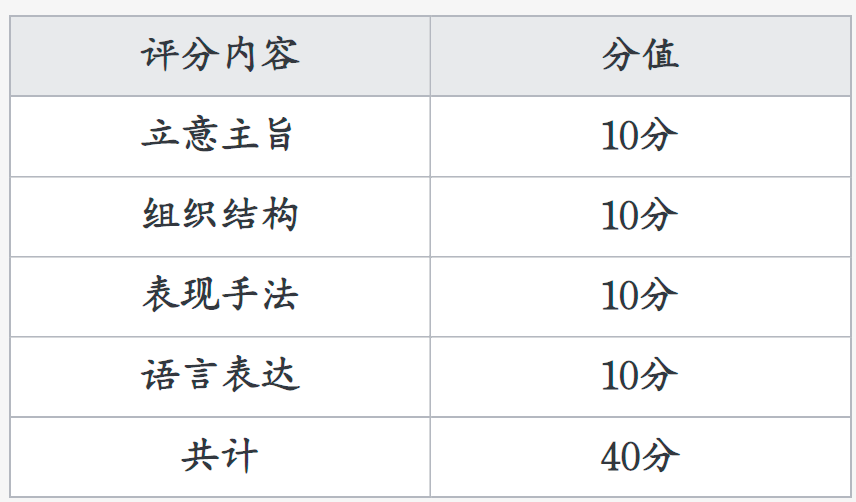 评分内容 分值
立意主旨 10分
组织结构 10分
表现手法 10分
语言表达 10分
共计 40分